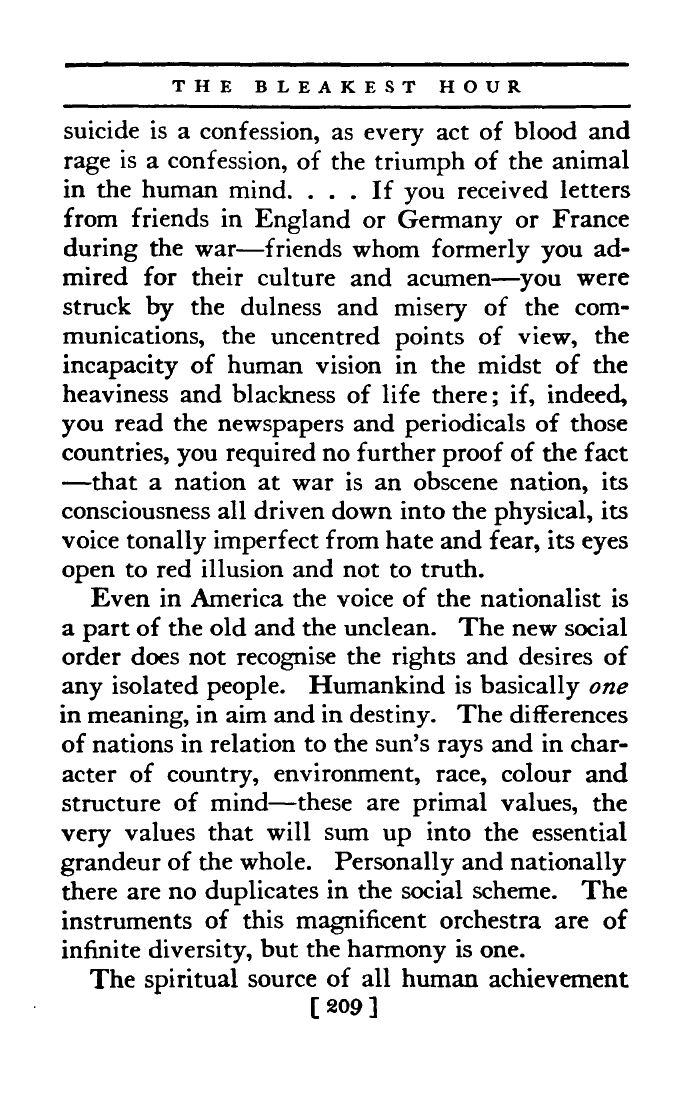 THE BLEAKEST HOUR
suicide is a confession, as every act of blood and
rage is a confession, of the triumph of the animal
in the human mind. . . . If you received letters
from friends in England or Germany or France
during the war—friends whom formerly you ad-
mired for their culture and acumen—you were
struck by the dulness and misery of the com-
munications, the uncentred points of view, the
incapacity of human vision in the midst of the
heaviness and blackness of life there; if, indeed,
you read the newspapers and periodicals of those
countries, you required no further proof of the fact
—that a nation at war is an obscene nation, its
consciousness all driven down into the physical, its
voice tonally imperfect from hate and fear, its eyes
open to red illusion and not to truth.
Even in America the voice of the nationalist is
a part of the old and the unclean. The new social
order does not recognise the rights and desires of
any isolated people. Humankind is basically one
in meaning, in aim and in destiny. The differences
of nations in relation to the sun's rays and in char-
acter of country, environment, race, colour and
structure of mind—these are primal values, the
very values that will sum up into the essential
grandeur of the whole. Personally and nationally
there are no duplicates in the social scheme. The
instruments of this magnificent orchestra are of
infinite diversity, but the harmony is one.
The spiritual source of all human achievement
[ 209 ]